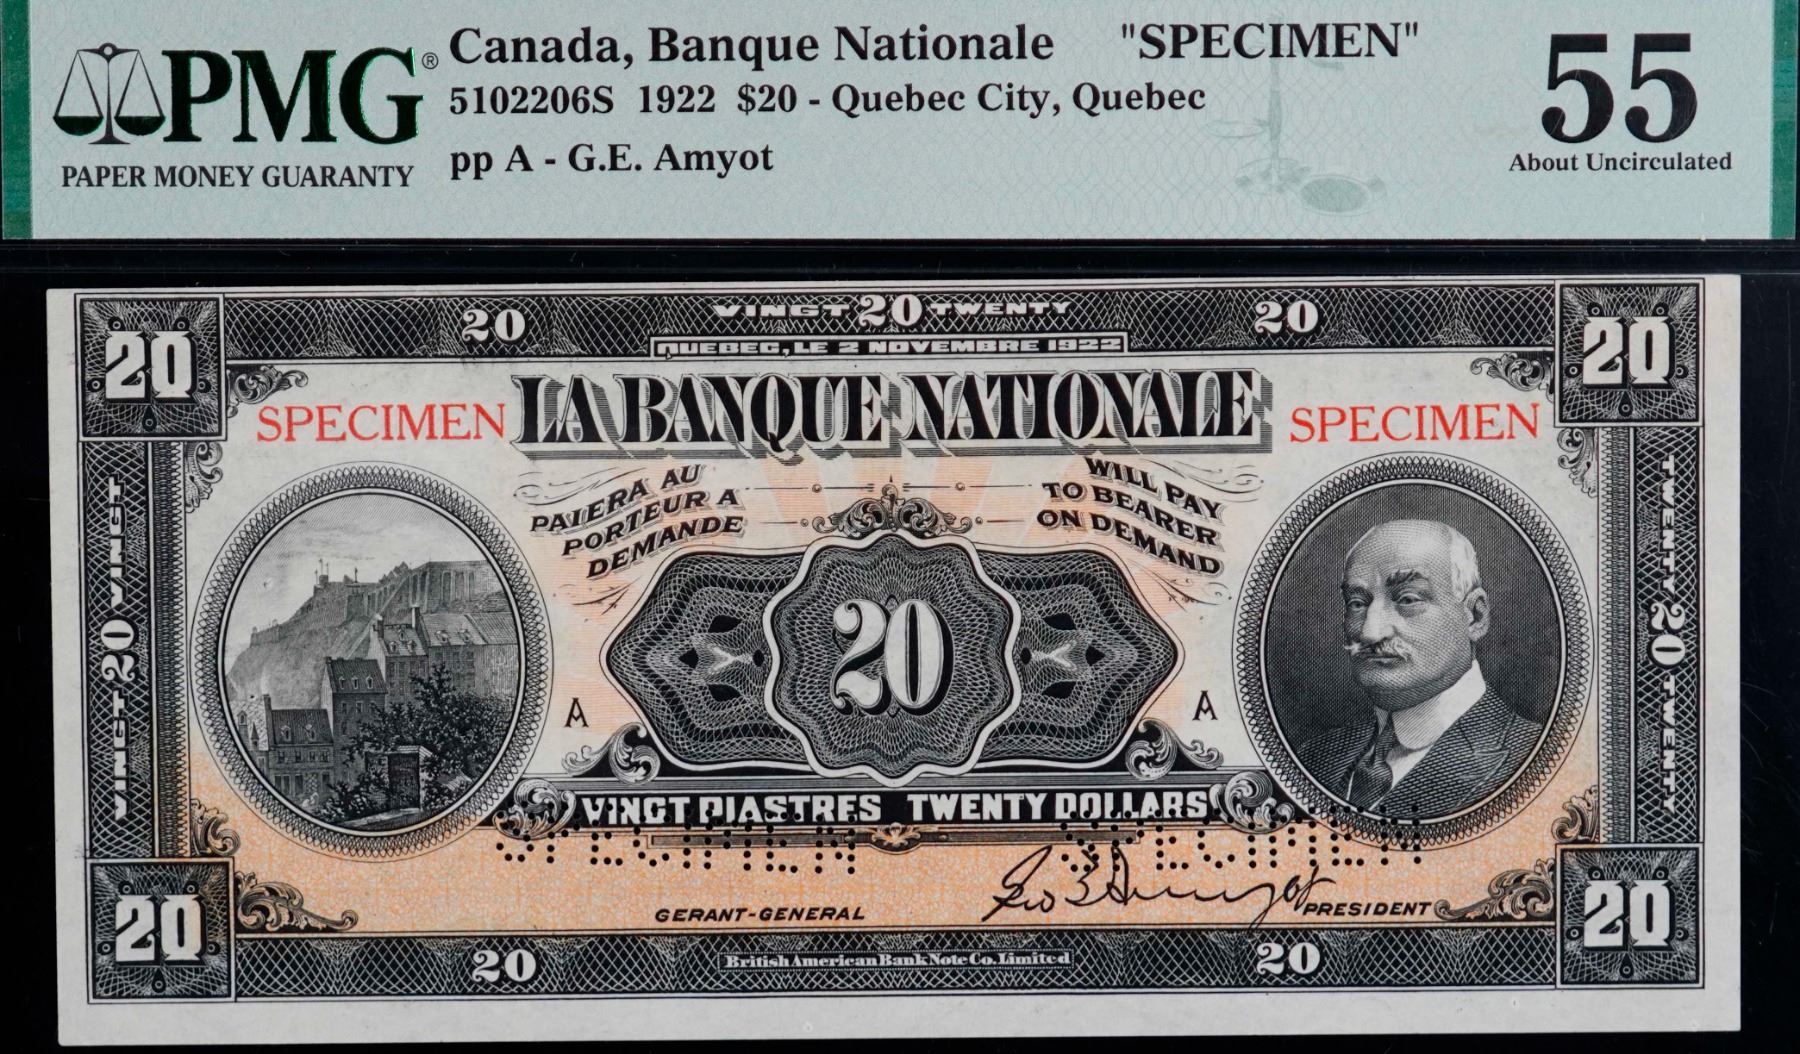 PMG®
PAPER MONEY GUARANTY
Canada, Banque Nationale "SPECIMEN"
5102206S 1922 $20 - Quebec City, Quebec
pp A - G.E. Amyot
55
About Uncirculated
20 20 VINGT 20 TWENTY 20 20
QUEBEC, LE 2 NOVEMBRE 1922
SPECIMEN LA BANQUE NATIONALE SPECIMEN
PAIERA AU
PORTEUR A
DEMANDE
WILL PAY
TO BEARER
ON DEMAND
VINGT 20 VINGT
TWENTY 20 TWENTY
20
A A
VINGT PIASTRES TWENTY DOLLARS
SPECIMEN SPECIMEN
Geo E Amyot
GERANT-GENERAL PRESIDENT
20 20 British American Bank Note Co. Limited 20 20